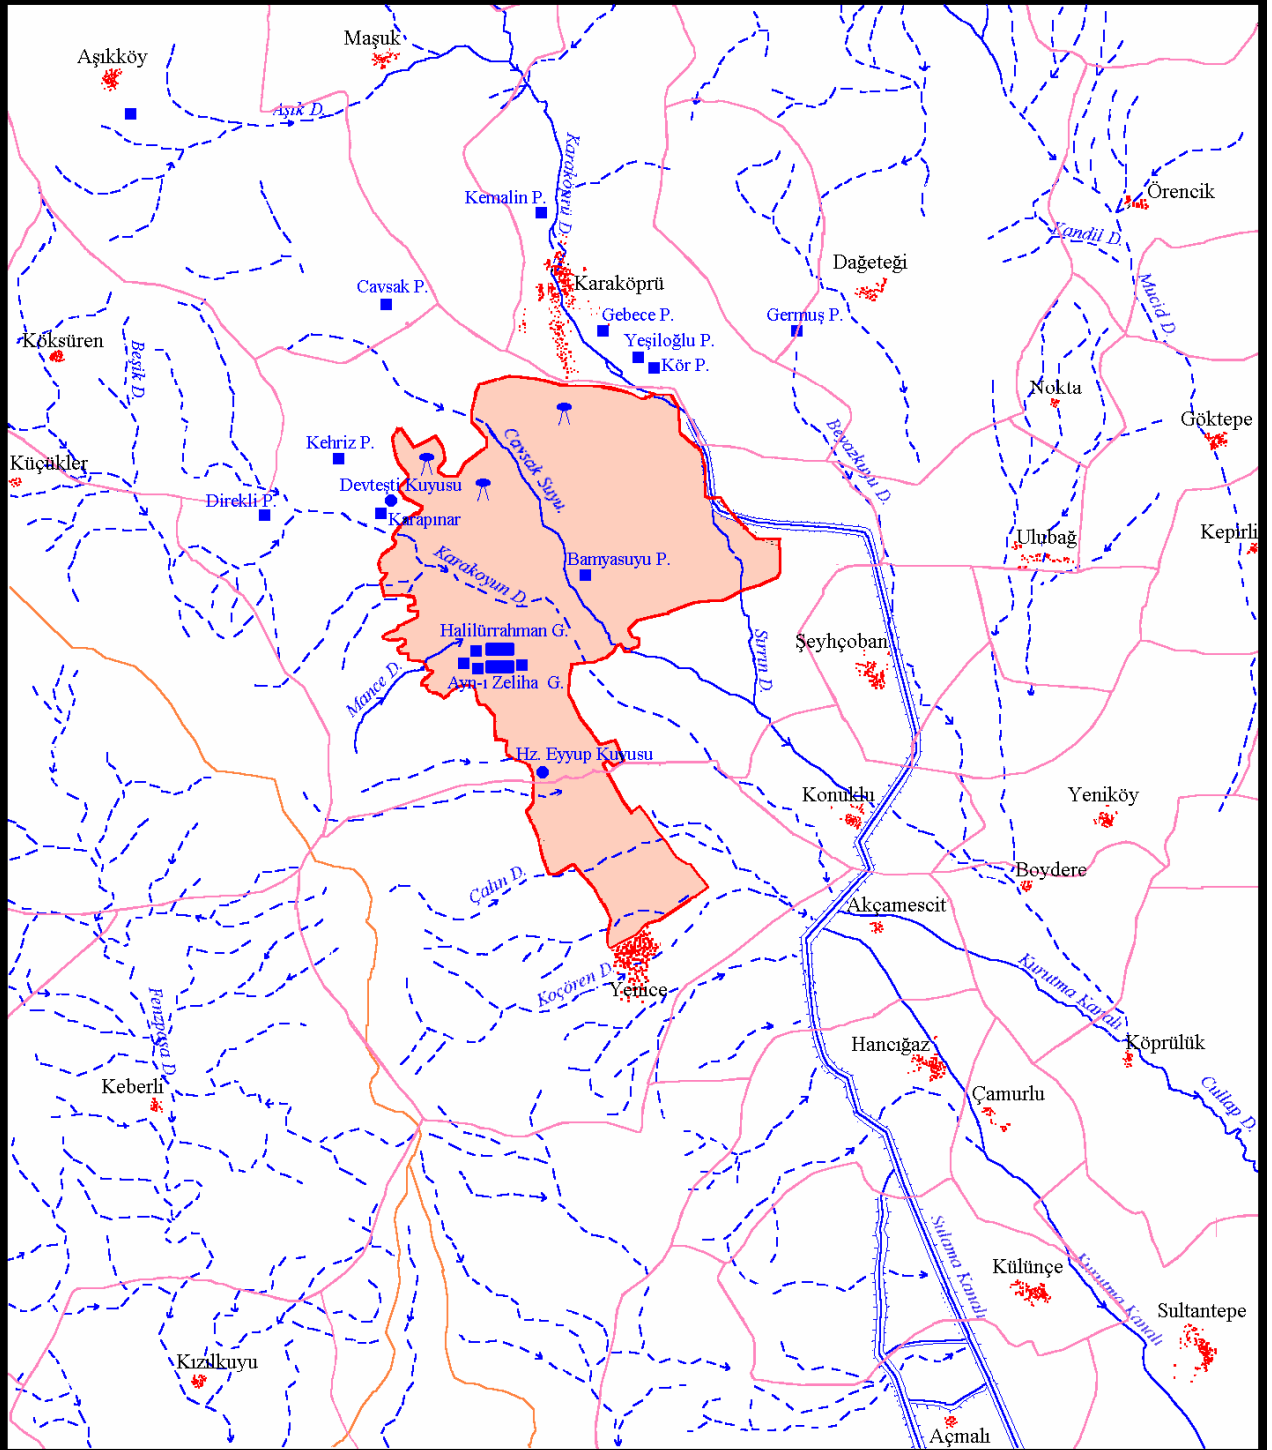 Maşuk
Aşıkköy
Aşık D.
Karaköprü D.
Kemalin P.
Örencik
Kandil D.
Dağeteği
Karaköprü
Cavsak P.
Mucid D.
Gebece P.
Germuş P.
Köksüren
Yeşiloğlu P.
Beşik D.
Kör P.
Nokta
Göktepe
Kehriz P.
Cavsak Suyu
Beyazkuyu D.
Küçükler
Devteşti Kuyusu
Direkli P.
Karapınar
Ulubağ
Kepirli
Karakoyun D.
Bamyasuyu P.
Halilürrahman G.
Şeyhçoban
Sırrın D.
Mance D.
Ayn-ı Zeliha G.
Hz. Eyyup Kuyusu
Konuklu
Yeniköy
Boydere
Çalın D.
Akçamescit
Kurutma Kanalı
Koçören D.
Yenice
Hancığaz
Köprülük
Keberli
Çamurlu
Cullap D.
Sulama Kanalı
Külünçe
Kurutma Kanalı
Sultantepe
Kızılkuyu
Açmalı